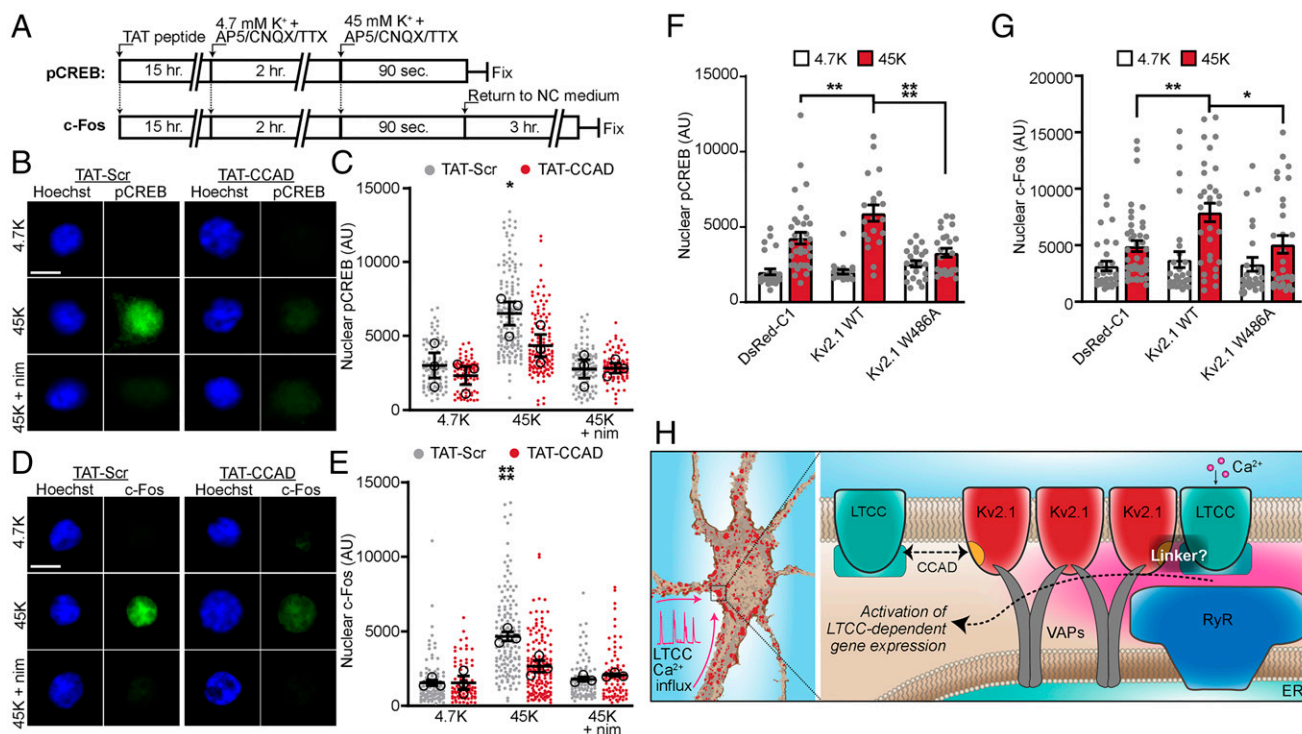 A
TAT peptide
4.7 mM K+ +
AP5/CNQX/TTX
45 mM K+ +
AP5/CNQX/TTX
pCREB:
15 hr.
2 hr.
90 sec.
Fix
Return to NC medium
c-Fos
15 hr.
2 hr.
90 sec.
3 hr.
Fix
B
TAT-Scr
TAT-CCAD
Hoechst
pCREB
Hoechst
pCREB
4.7K
45K
45K + nim
C
TAT-Scr
TAT-CCAD
Nuclear pCREB (AU)
15000
10000
5000
0
*
4.7K
45K
45K
+ nim
D
TAT-Scr
TAT-CCAD
Hoechst
c-Fos
Hoechst
c-Fos
4.7K
45K
45K + nim
E
TAT-Scr
TAT-CCAD
Nuclear c-Fos (AU)
15000
10000
5000
0
**
**
4.7K
45K
45K
+ nim
F
4.7K
45K
Nuclear pCREB (AU)
15000
10000
5000
0
**
**
**
DsRed-C1
Kv2.1 WT
Kv2.1 W486A
G
4.7K
45K
Nuclear c-Fos (AU)
20000
15000
10000
5000
0
**
*
DsRed-C1
Kv2.1 WT
Kv2.1 W486A
H
LTCC
Ca2+
influx
Ca2+
LTCC
Kv2.1
Kv2.1
Kv2.1
LTCC
CCAD
Linker?
Activation of
LTCC-dependent
gene expression
VAPs
RyR
ER